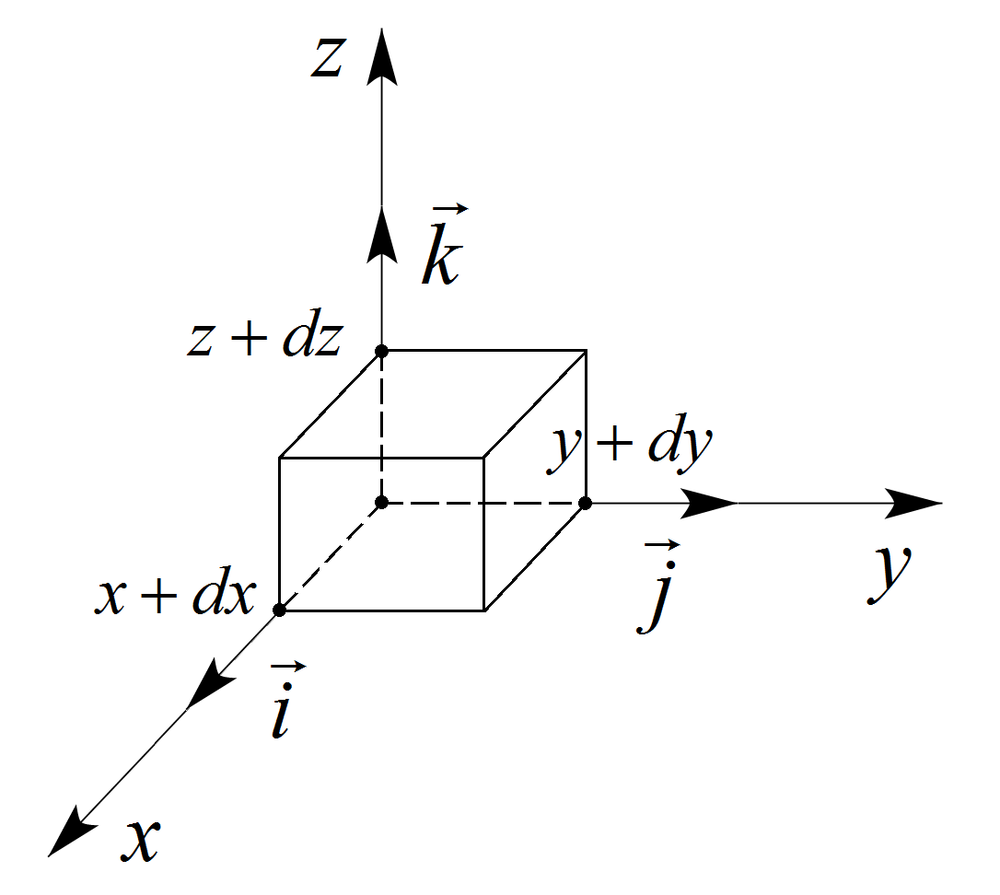 z
k⃗
z + dz
y + dy
j⃗
y
x + dx
i⃗
x